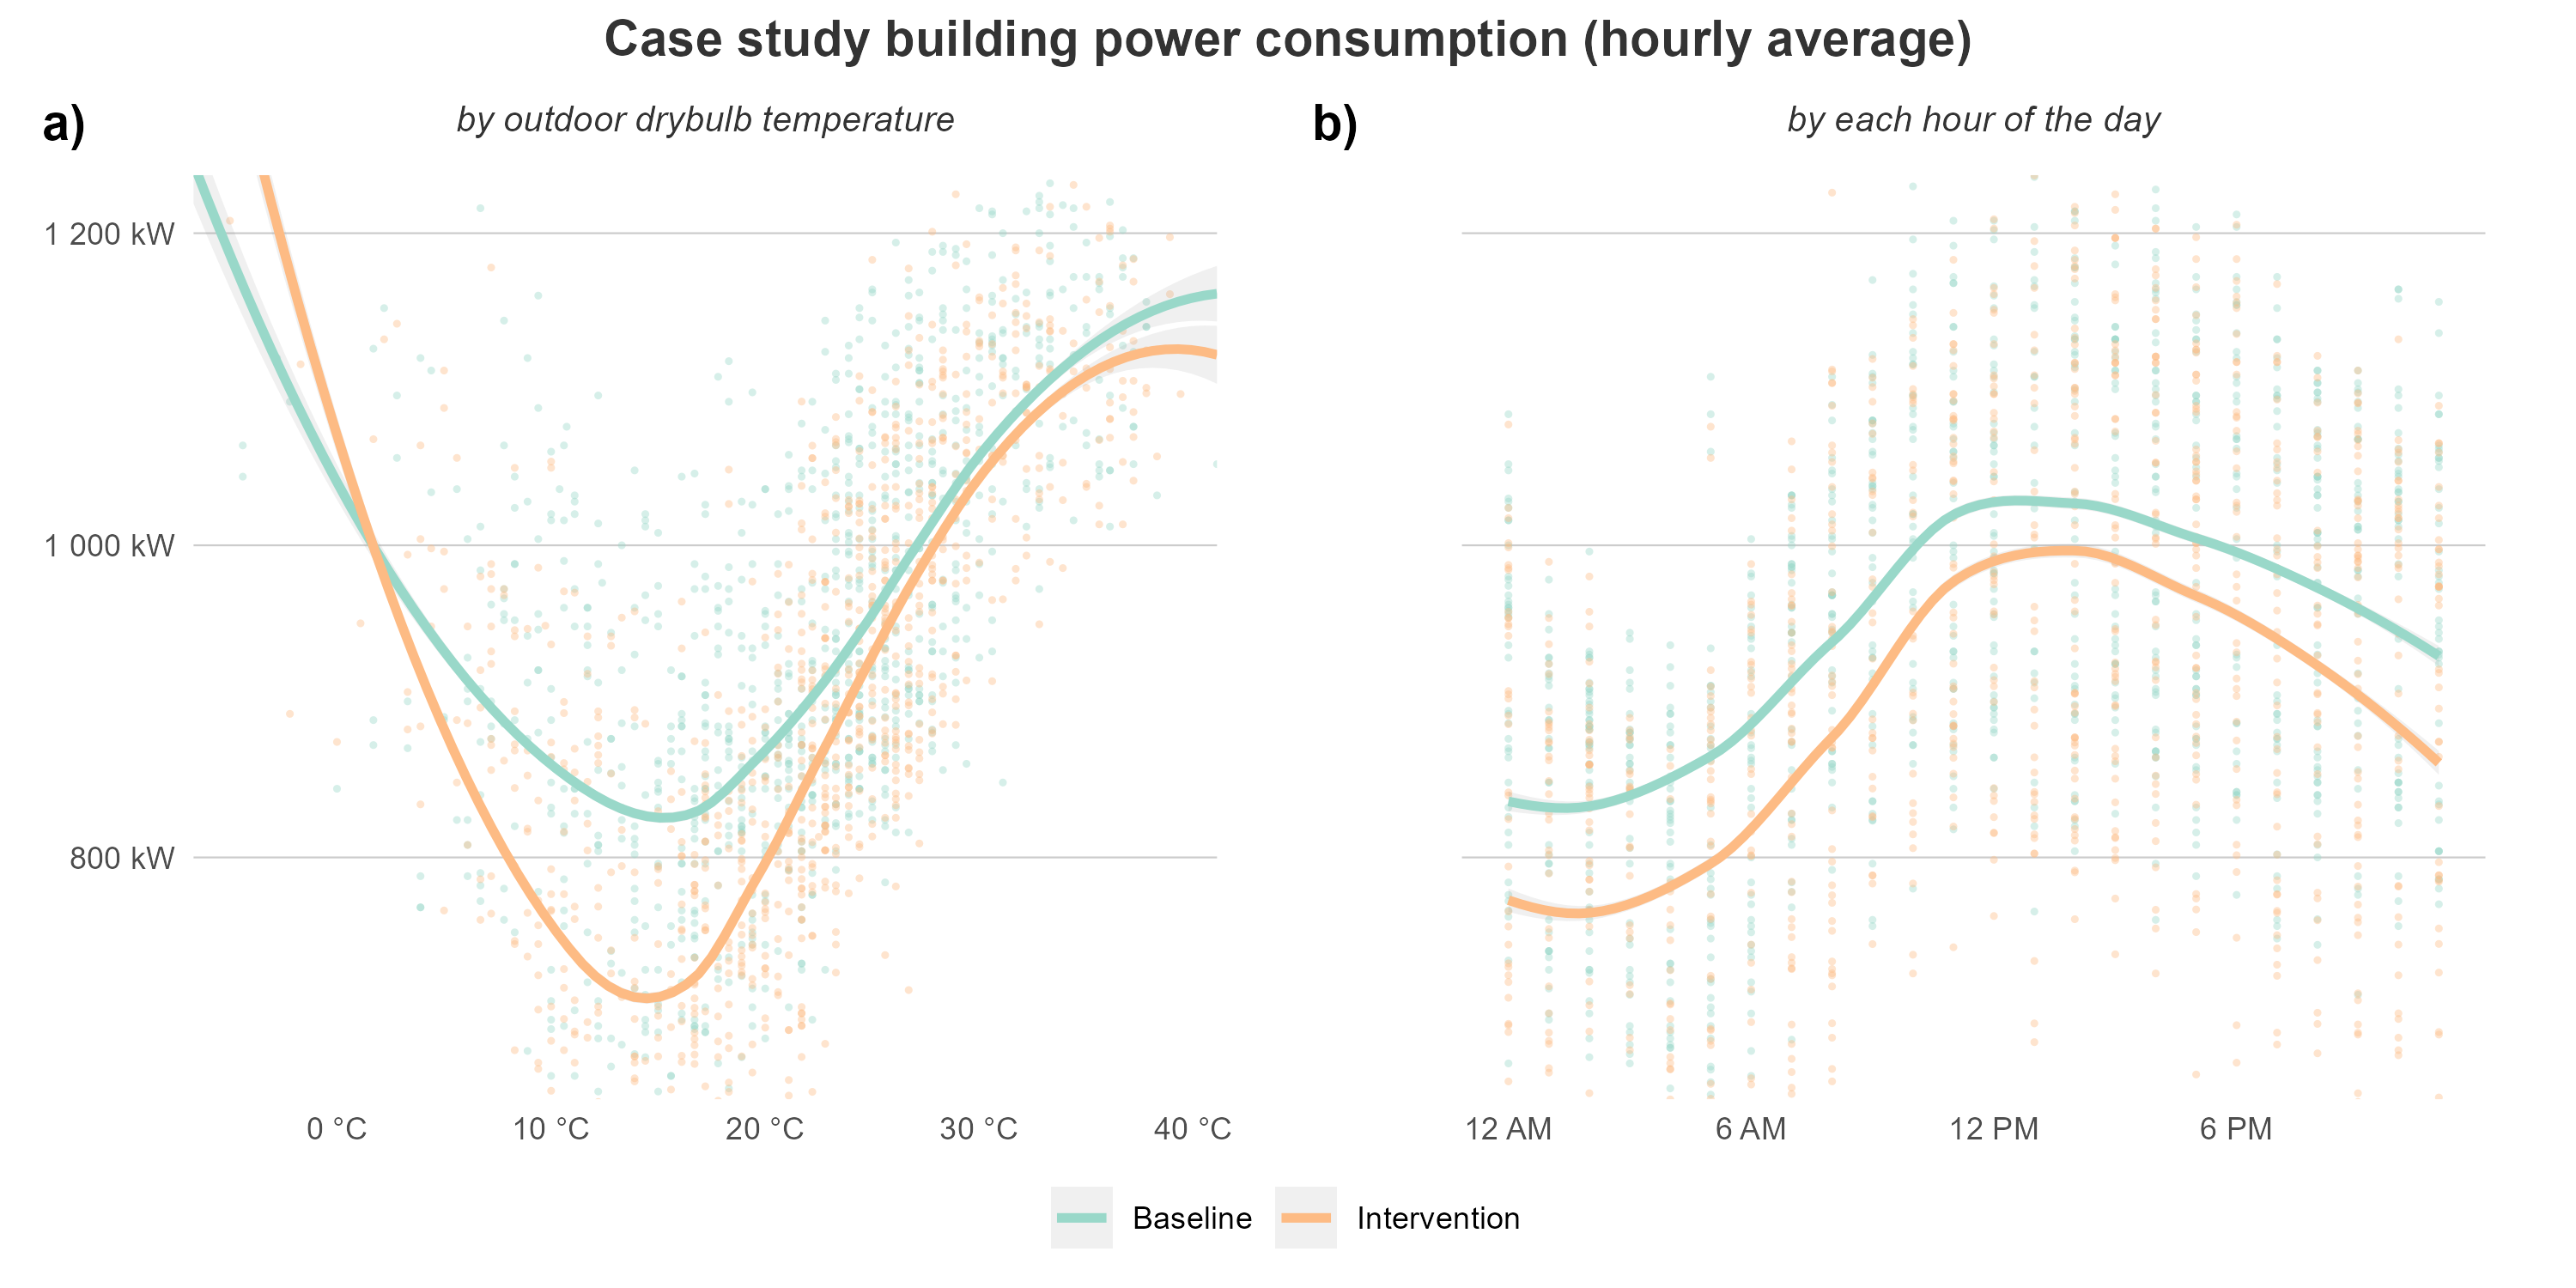 Case study building power consumption (hourly average)
a)
by outdoor drybulb temperature
b)
by each hour of the day
1 200 kW
1 000 kW
800 kW
0 °C 10 °C 20 °C 30 °C 40 °C
12 AM 6 AM 12 PM 6 PM
Baseline Intervention